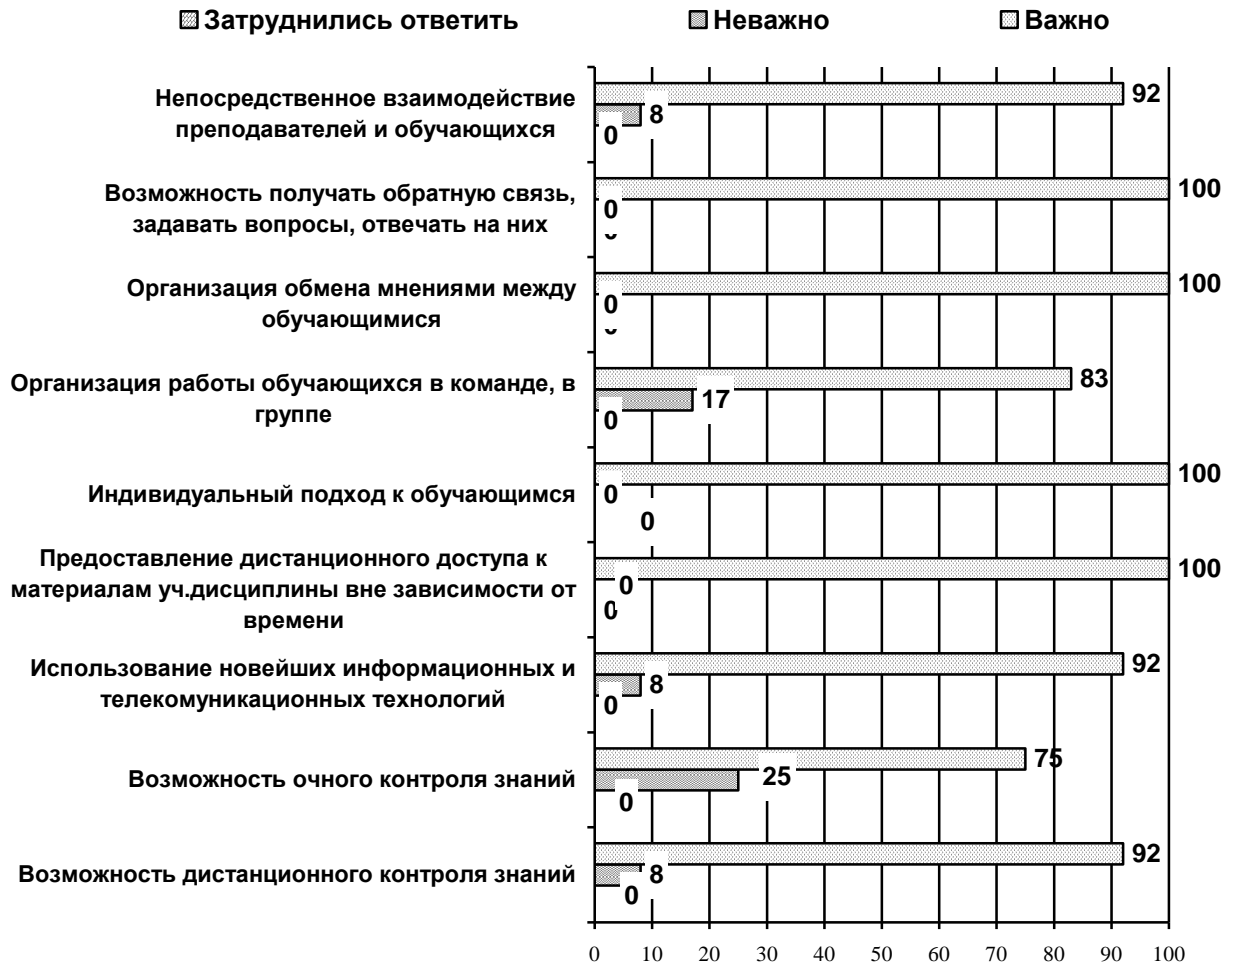 Затруднились ответить Неважно Важно
Непосредственное взаимодействие
преподавателей и обучающихся
92
8
0
Возможность получать обратную связь,
задавать вопросы, отвечать на них
100
0
Организация обмена мнениями между
обучающимися
100
0
Организация работы обучающихся в команде, в
группе
83
17
0
Индивидуальный подход к обучающимся
100
0
0
Предоставление дистанционного доступа к
материалам уч.дисциплины вне зависимости от
времени
100
0
0
Использование новейших информационных и
телекомуникационных технологий
92
8
0
Возможность очного контроля знаний
75
25
0
Возможность дистанционного контроля знаний
92
8
0
0 10 20 30 40 50 60 70 80 90 100